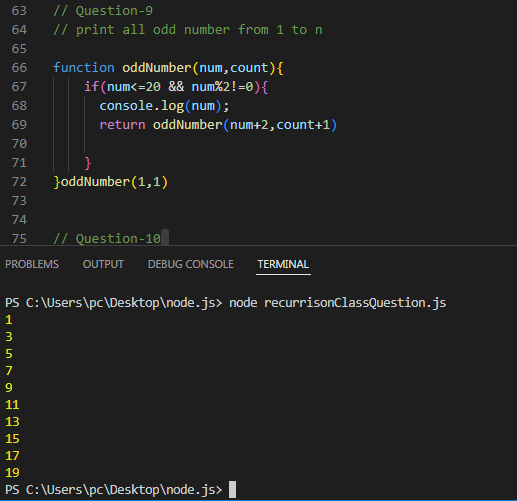 63 // Question-9
64 // print all odd number from 1 to n
65
66 function oddNumber(num,count){
67 if(num<=20 && num%2!=0){
68 console.log(num);
69 return oddNumber(num+2,count+1)
70
71 }
72 }oddNumber(1,1)
73
74
75 // Question-10
PROBLEMS OUTPUT DEBUG CONSOLE TERMINAL
PS C:\Users\pc\Desktop\node.js> node recurrisonClassQuestion.js
1
3
5
7
9
11
13
15
17
19
PS C:\Users\pc\Desktop\node.js>